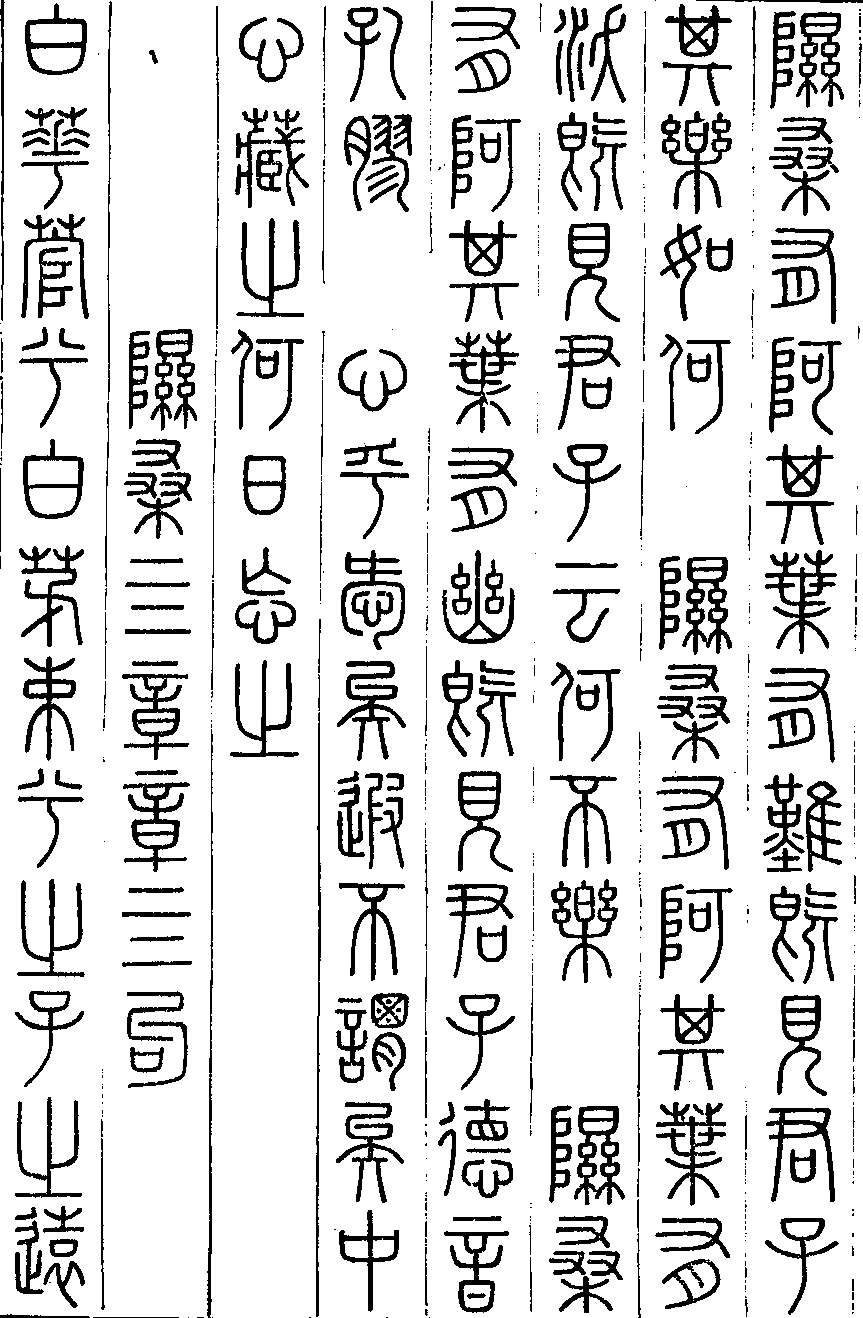 隰桑有阿其葉有難既見君子
其樂如何　隰桑有阿其葉有
沃既見君子云何不樂　隰桑
有阿其葉有幽既見君子德音
孔膠　心乎愛矣遐不謂矣中
心藏之何日忘之
隰桑四章章四句
白華菅兮白茅束兮之子之遠